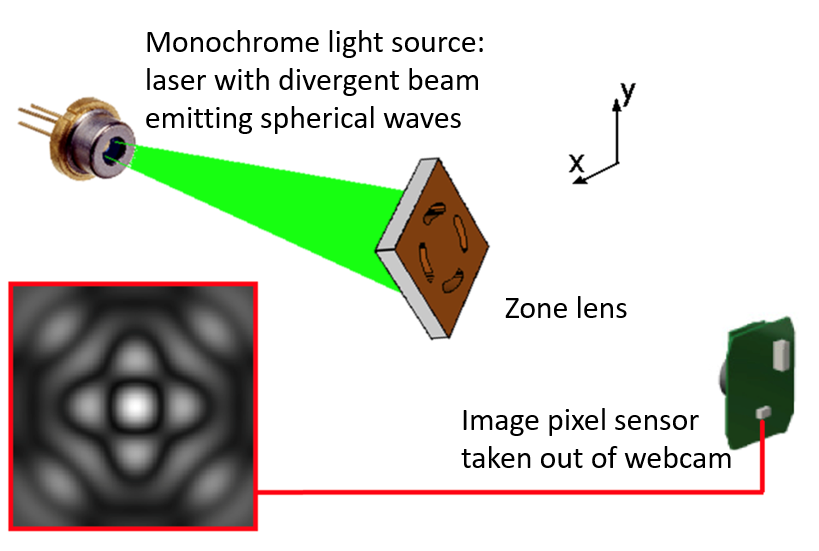 Monochrome light source:
laser with divergent beam
emitting spherical waves
y
x
Zone lens
Image pixel sensor
taken out of webcam